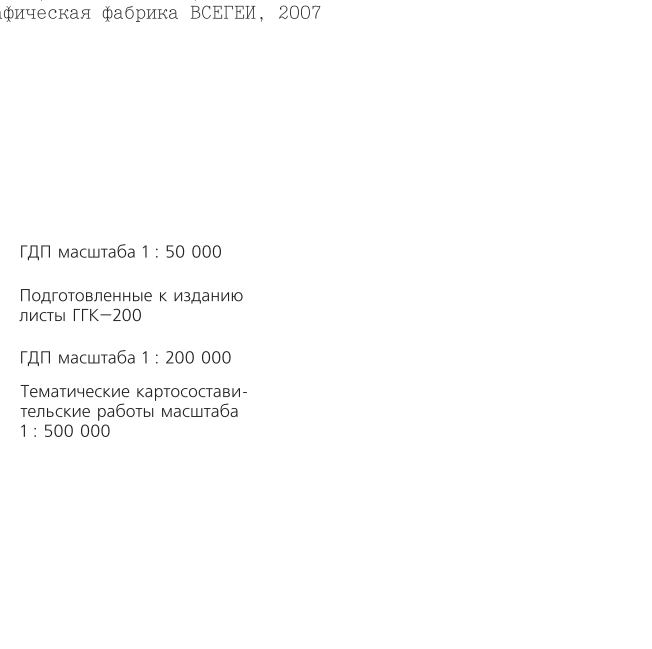 фическая фабрика ВСЕГЕИ, 2007
ГДП масштаба 1 : 50 000
Подготовленные к изданию
листы ГГК—200
ГДП масштаба 1 : 200 000
Тематические картосостави-
тельские работы масштаба
1 : 500 000